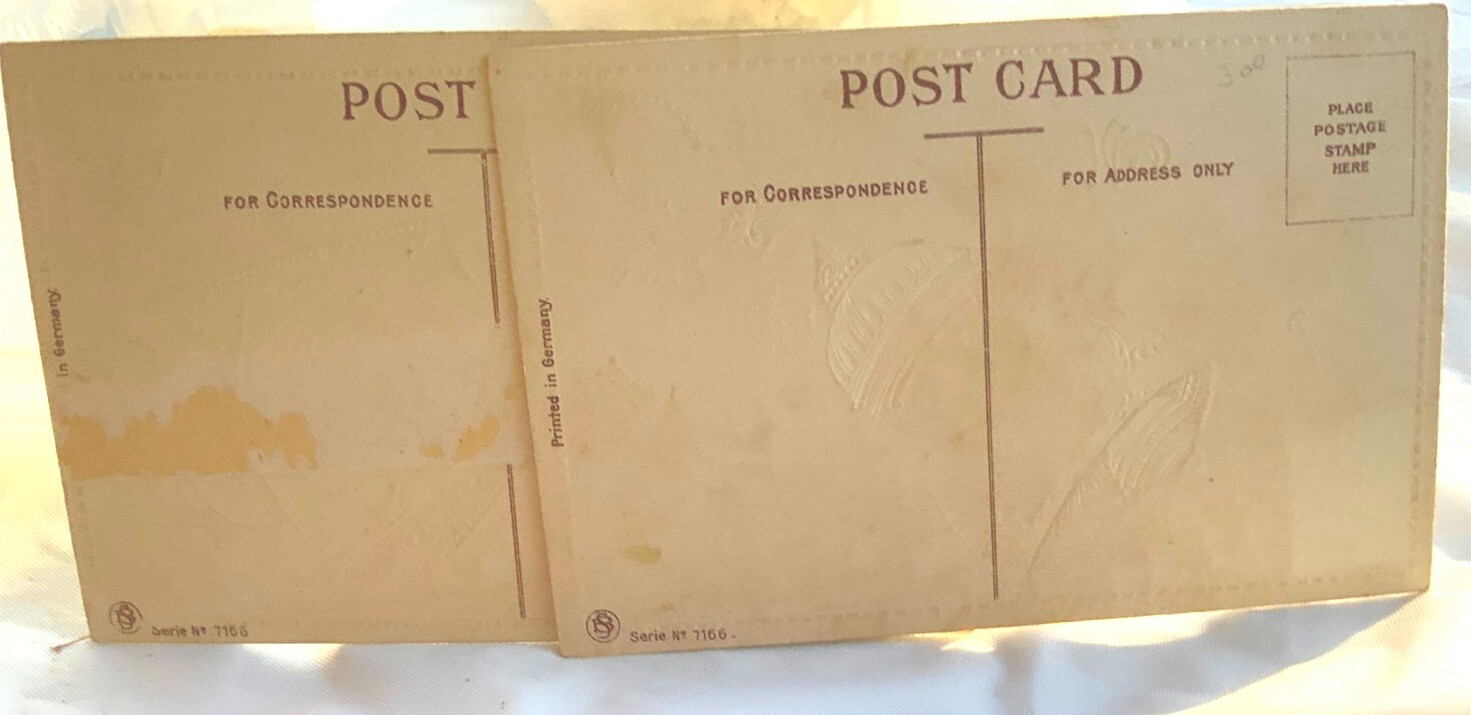 POST
FOR CORRESPONDENCE
in Germany.
Serie Nº
POST CARD
300
PLACE
POSTAGE
STAMP
HERE
FOR CORRESPONDENCE
FOR ADDRESS ONLY
Printed in Germany.
Serie Nº 7166.